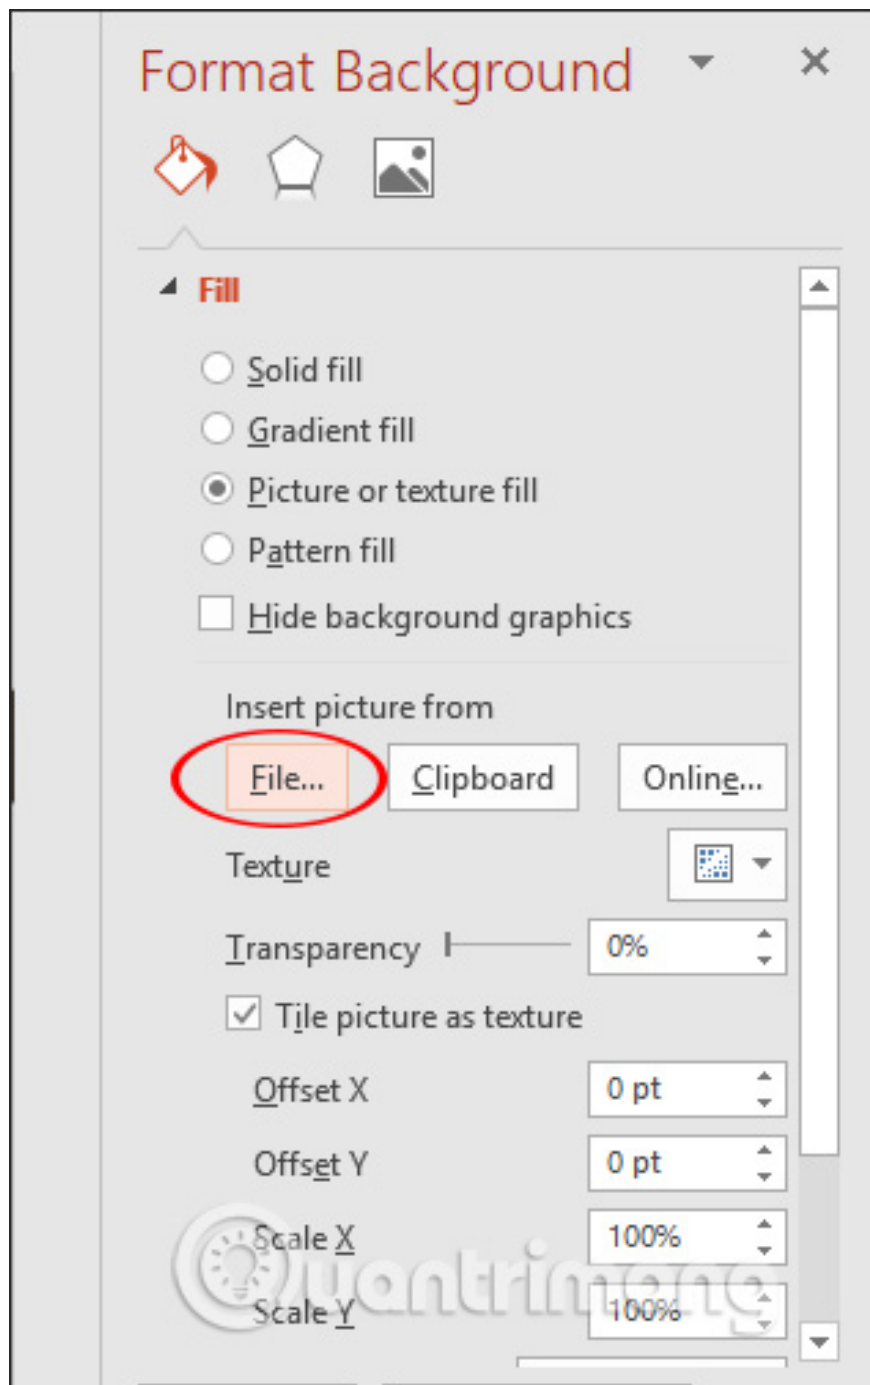 Format Background
Fill
Solid fill
Gradient fill
Picture or texture fill
Pattern fill
Hide background graphics
Insert picture from
File... Clipboard Online...
Texture
Transparency 0%
Tile picture as texture
Offset X 0 pt
Offset Y 0 pt
Scale X 100%
Quantrimang
Scale Y 100%